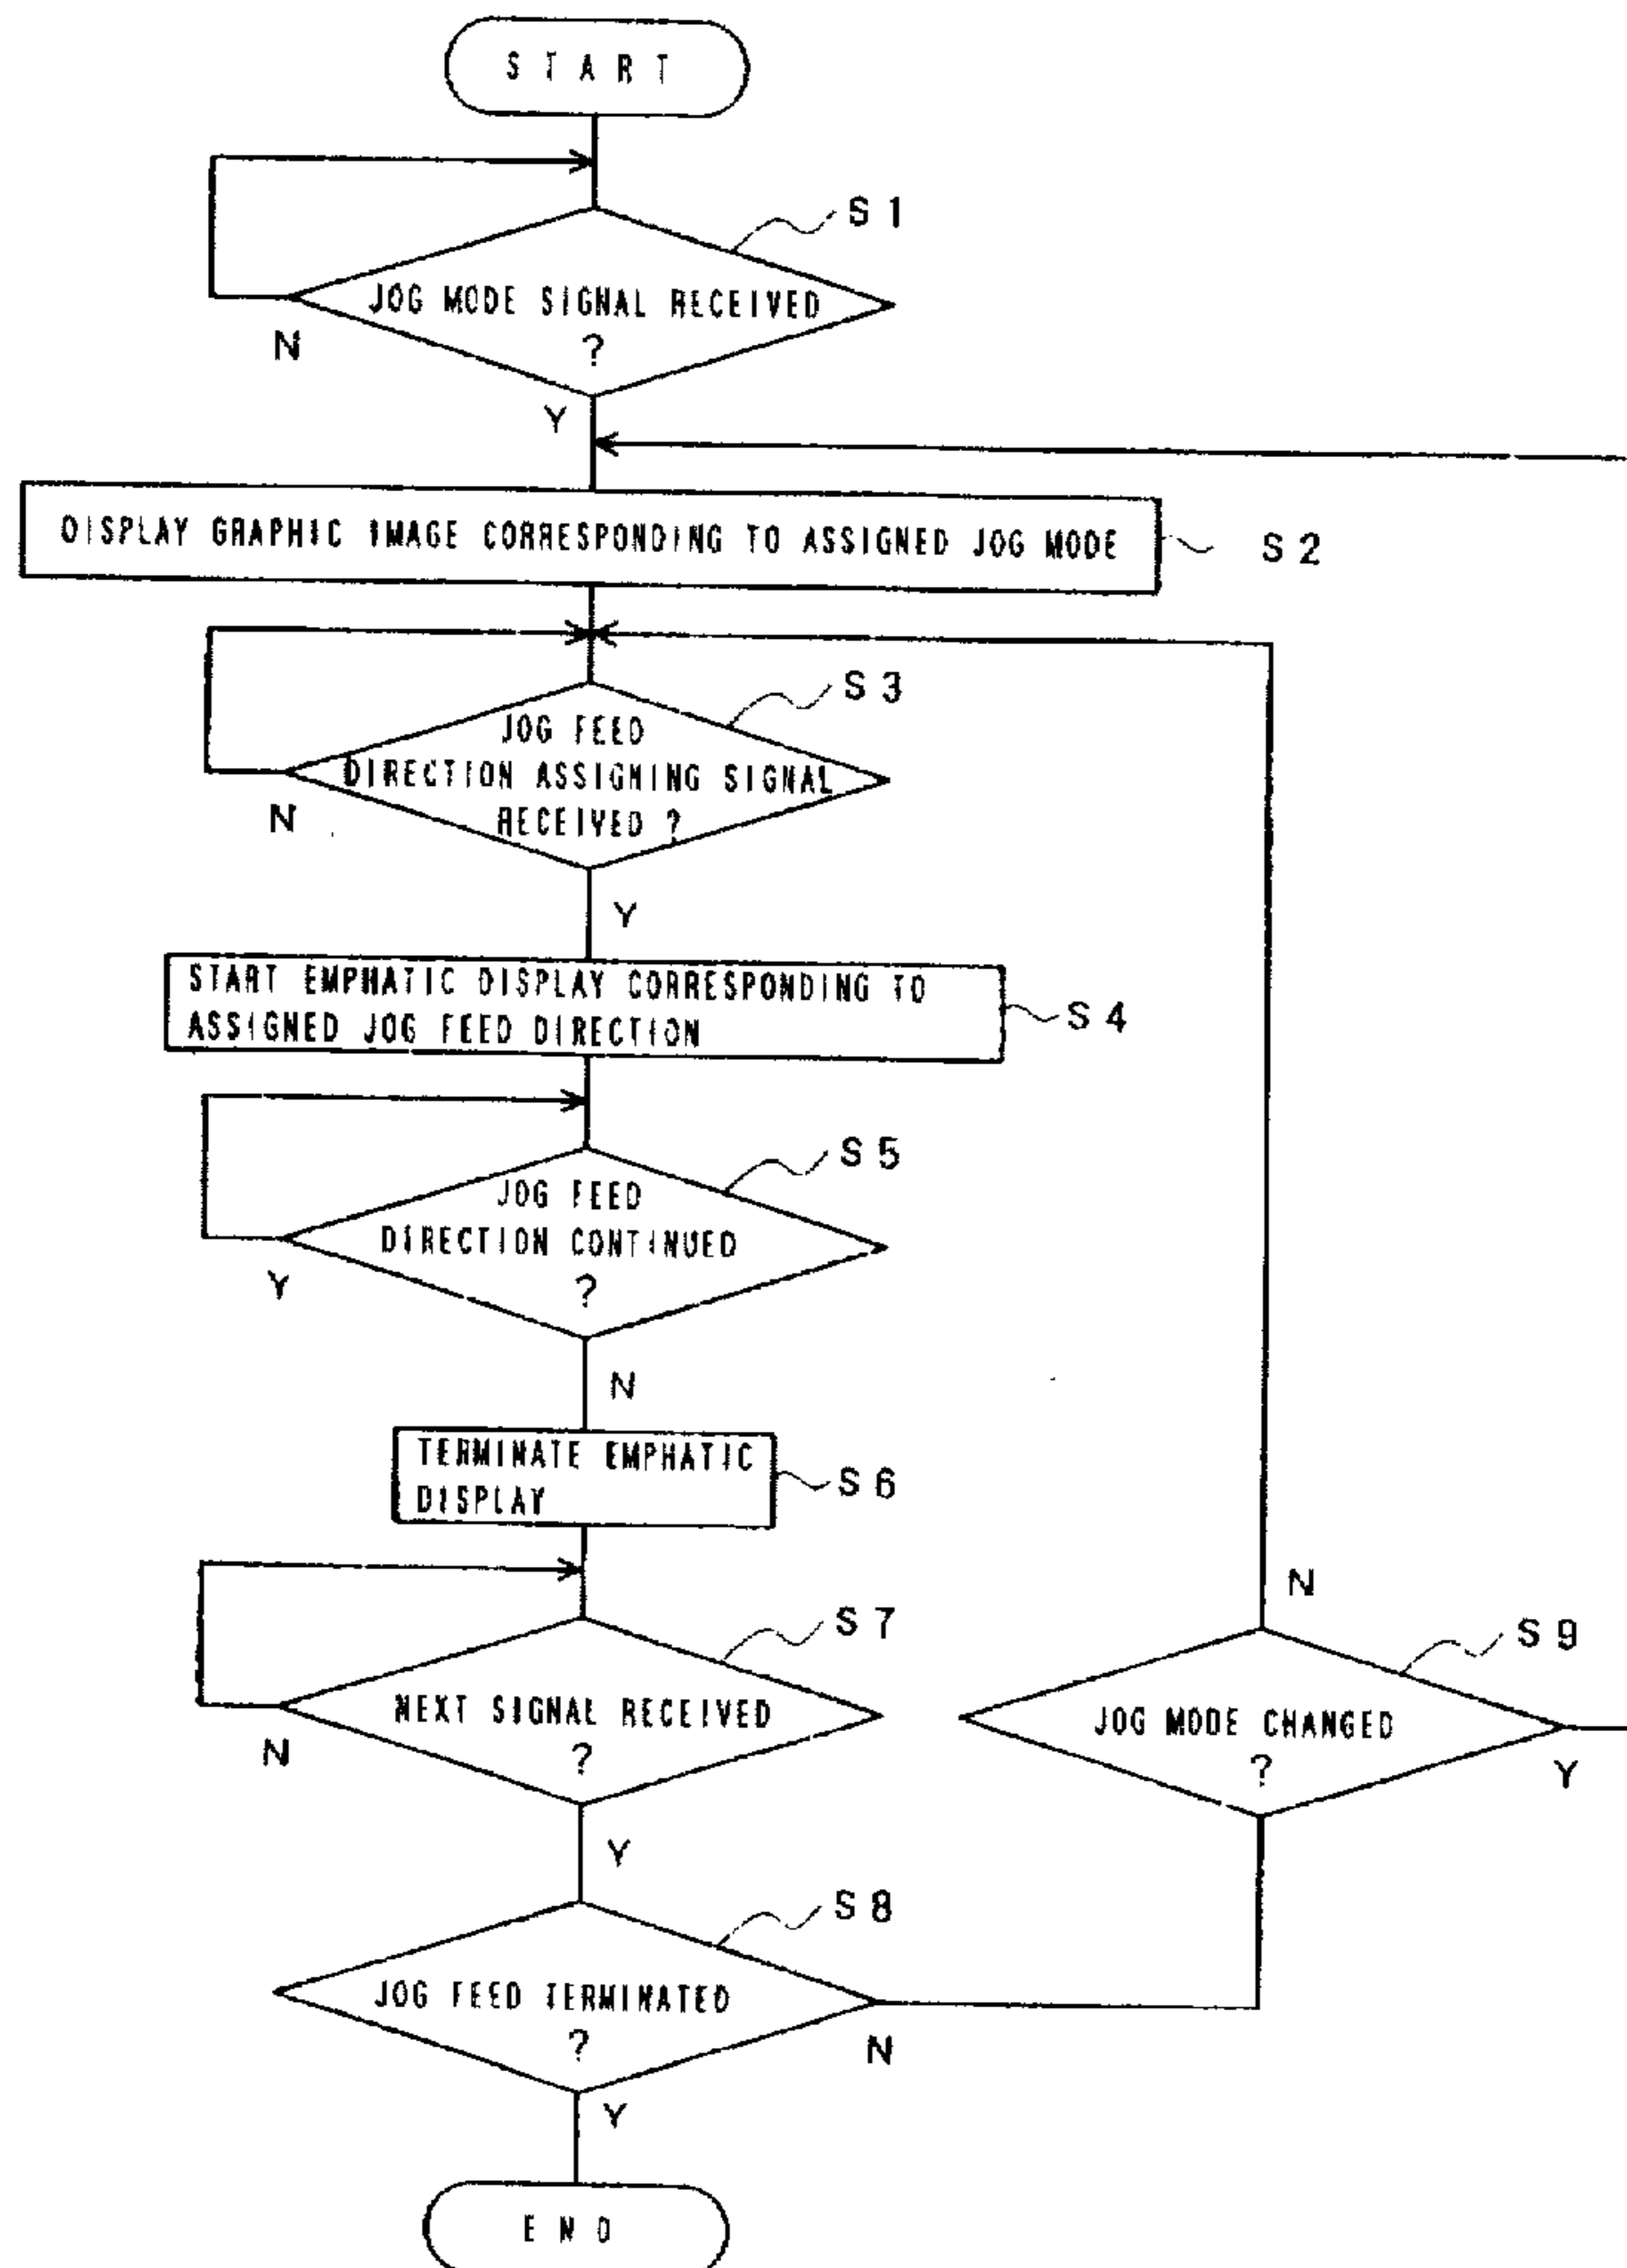 START
S1
JOG MODE SIGNAL RECEIVED
?
N
Y
DISPLAY GRAPHIC IMAGE CORRESPONDING TO ASSIGNED JOG MODE
S2
S3
JOG FEED
DIRECTION ASSIGNING SIGNAL
RECEIVED ?
N
Y
START EMPHATIC DISPLAY CORRESPONDING TO
ASSIGNED JOG FEED DIRECTION
S4
S5
JOG FEED
DIRECTION CONTINUED
?
Y
N
TERMINATE EMPHATIC
DISPLAY
S6
S7
NEXT SIGNAL RECEIVED
?
N
Y
N
S9
JOG MODE CHANGED
?
Y
S8
JOG FEED TERMINATED
?
N
Y
END